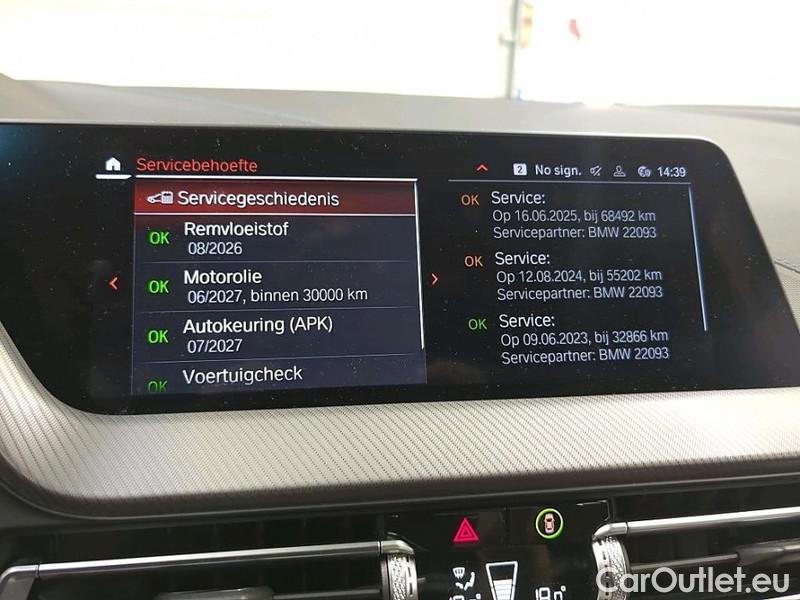 Servicebehoefte
2 No sign. 14:39
Servicegeschiedenis
OK Remvloeistof
08/2026
OK Motorolie
06/2027, binnen 30000 km
OK Autokeuring (APK)
07/2027
OK Voertuigcheck
OK Service:
Op 16.06.2025, bij 68492 km
Servicepartner: BMW 22093
OK Service:
Op 12.08.2024, bij 55202 km
Servicepartner: BMW 22093
OK Service:
Op 09.06.2023, bij 32866 km
Servicepartner: BMW 22093
CarOutlet.eu